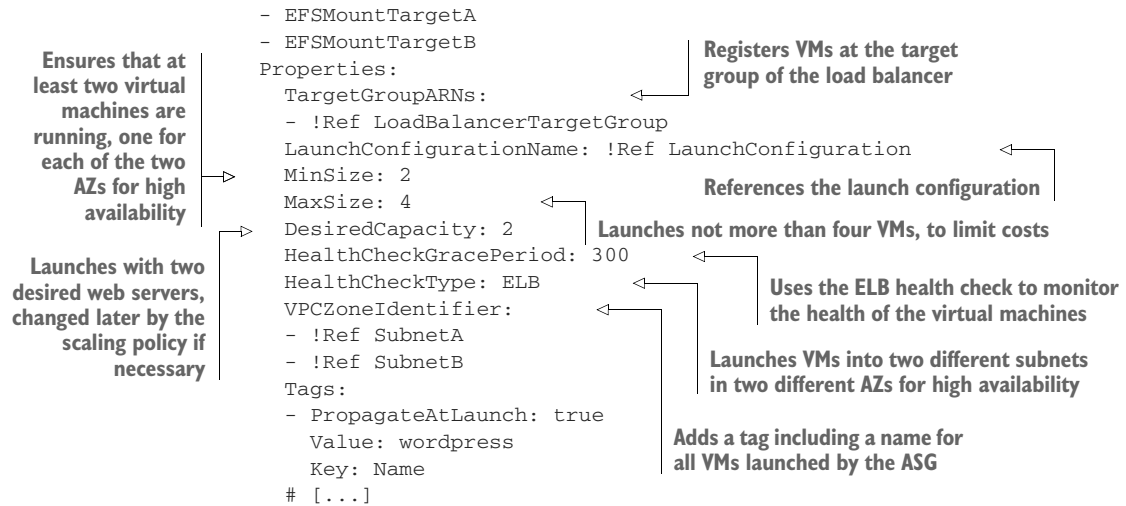 - EFSMountTargetA
- EFSMountTargetB
Properties:
TargetGroupARNs:
- !Ref LoadBalancerTargetGroup
LaunchConfigurationName: !Ref LaunchConfiguration
MinSize: 2
MaxSize: 4
DesiredCapacity: 2
HealthCheckGracePeriod: 300
HealthCheckType: ELB
VPCZoneIdentifier:
- !Ref SubnetA
- !Ref SubnetB
Tags:
- PropagateAtLaunch: true
Value: wordpress
Key: Name
# [...]
Ensures that at
least two virtual
machines are
running, one for
each of the two
AZs for high
availability
Launches with two
desired web servers,
changed later by the
scaling policy if
necessary
Registers VMs at the target
group of the load balancer
References the launch configuration
Launches not more than four VMs, to limit costs
Uses the ELB health check to monitor
the health of the virtual machines
Launches VMs into two different subnets
in two different AZs for high availability
Adds a tag including a name for
all VMs launched by the ASG